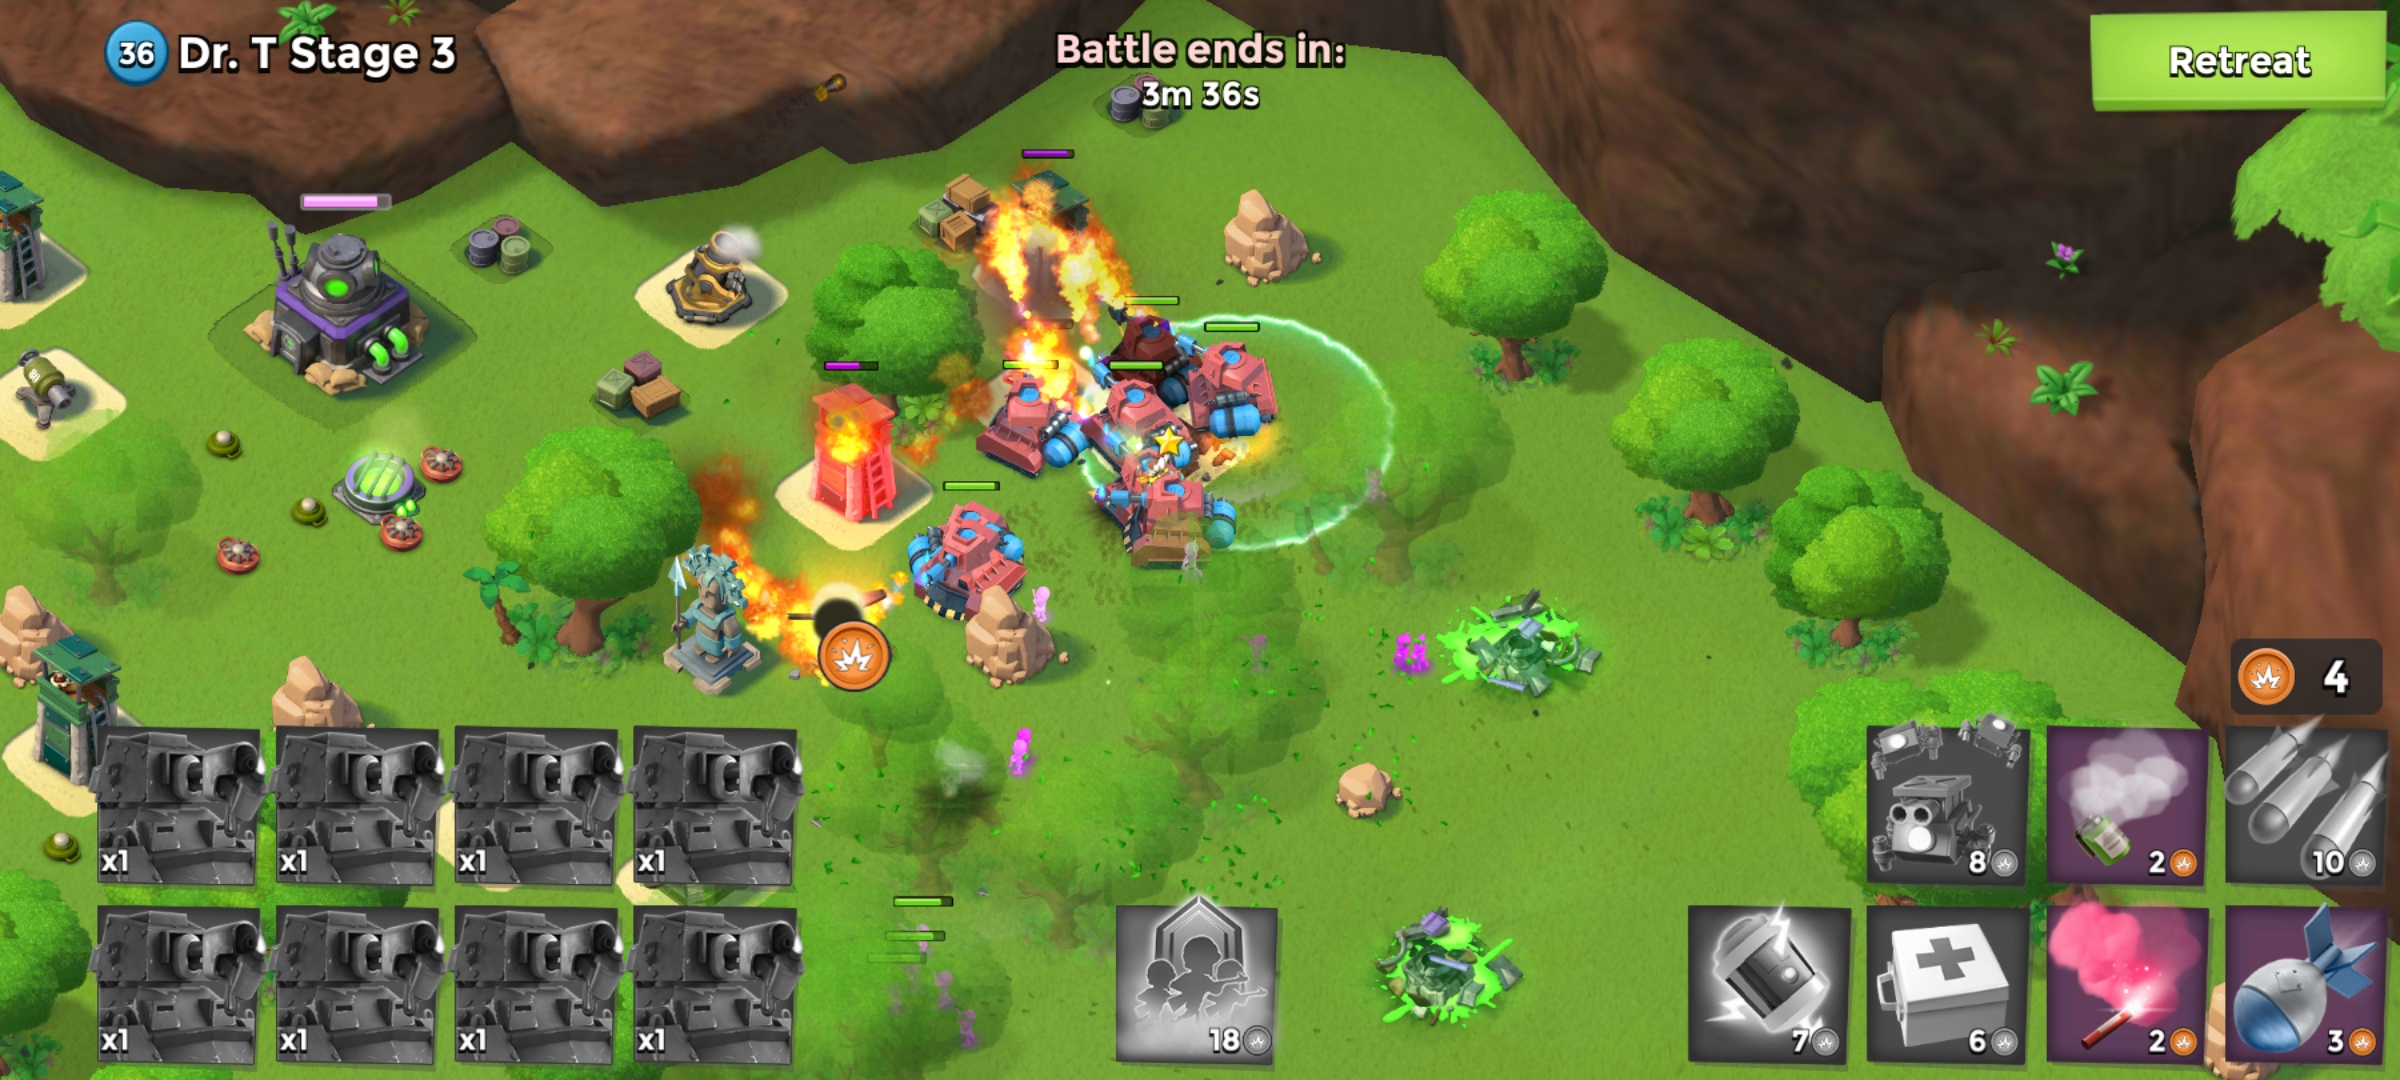 36 Dr. T Stage 3
Battle ends in:
3m 36s
Retreat
4
x1 x1 x1 x1
8 2 10
x1 x1 x1 x1
18
7 6 2 3